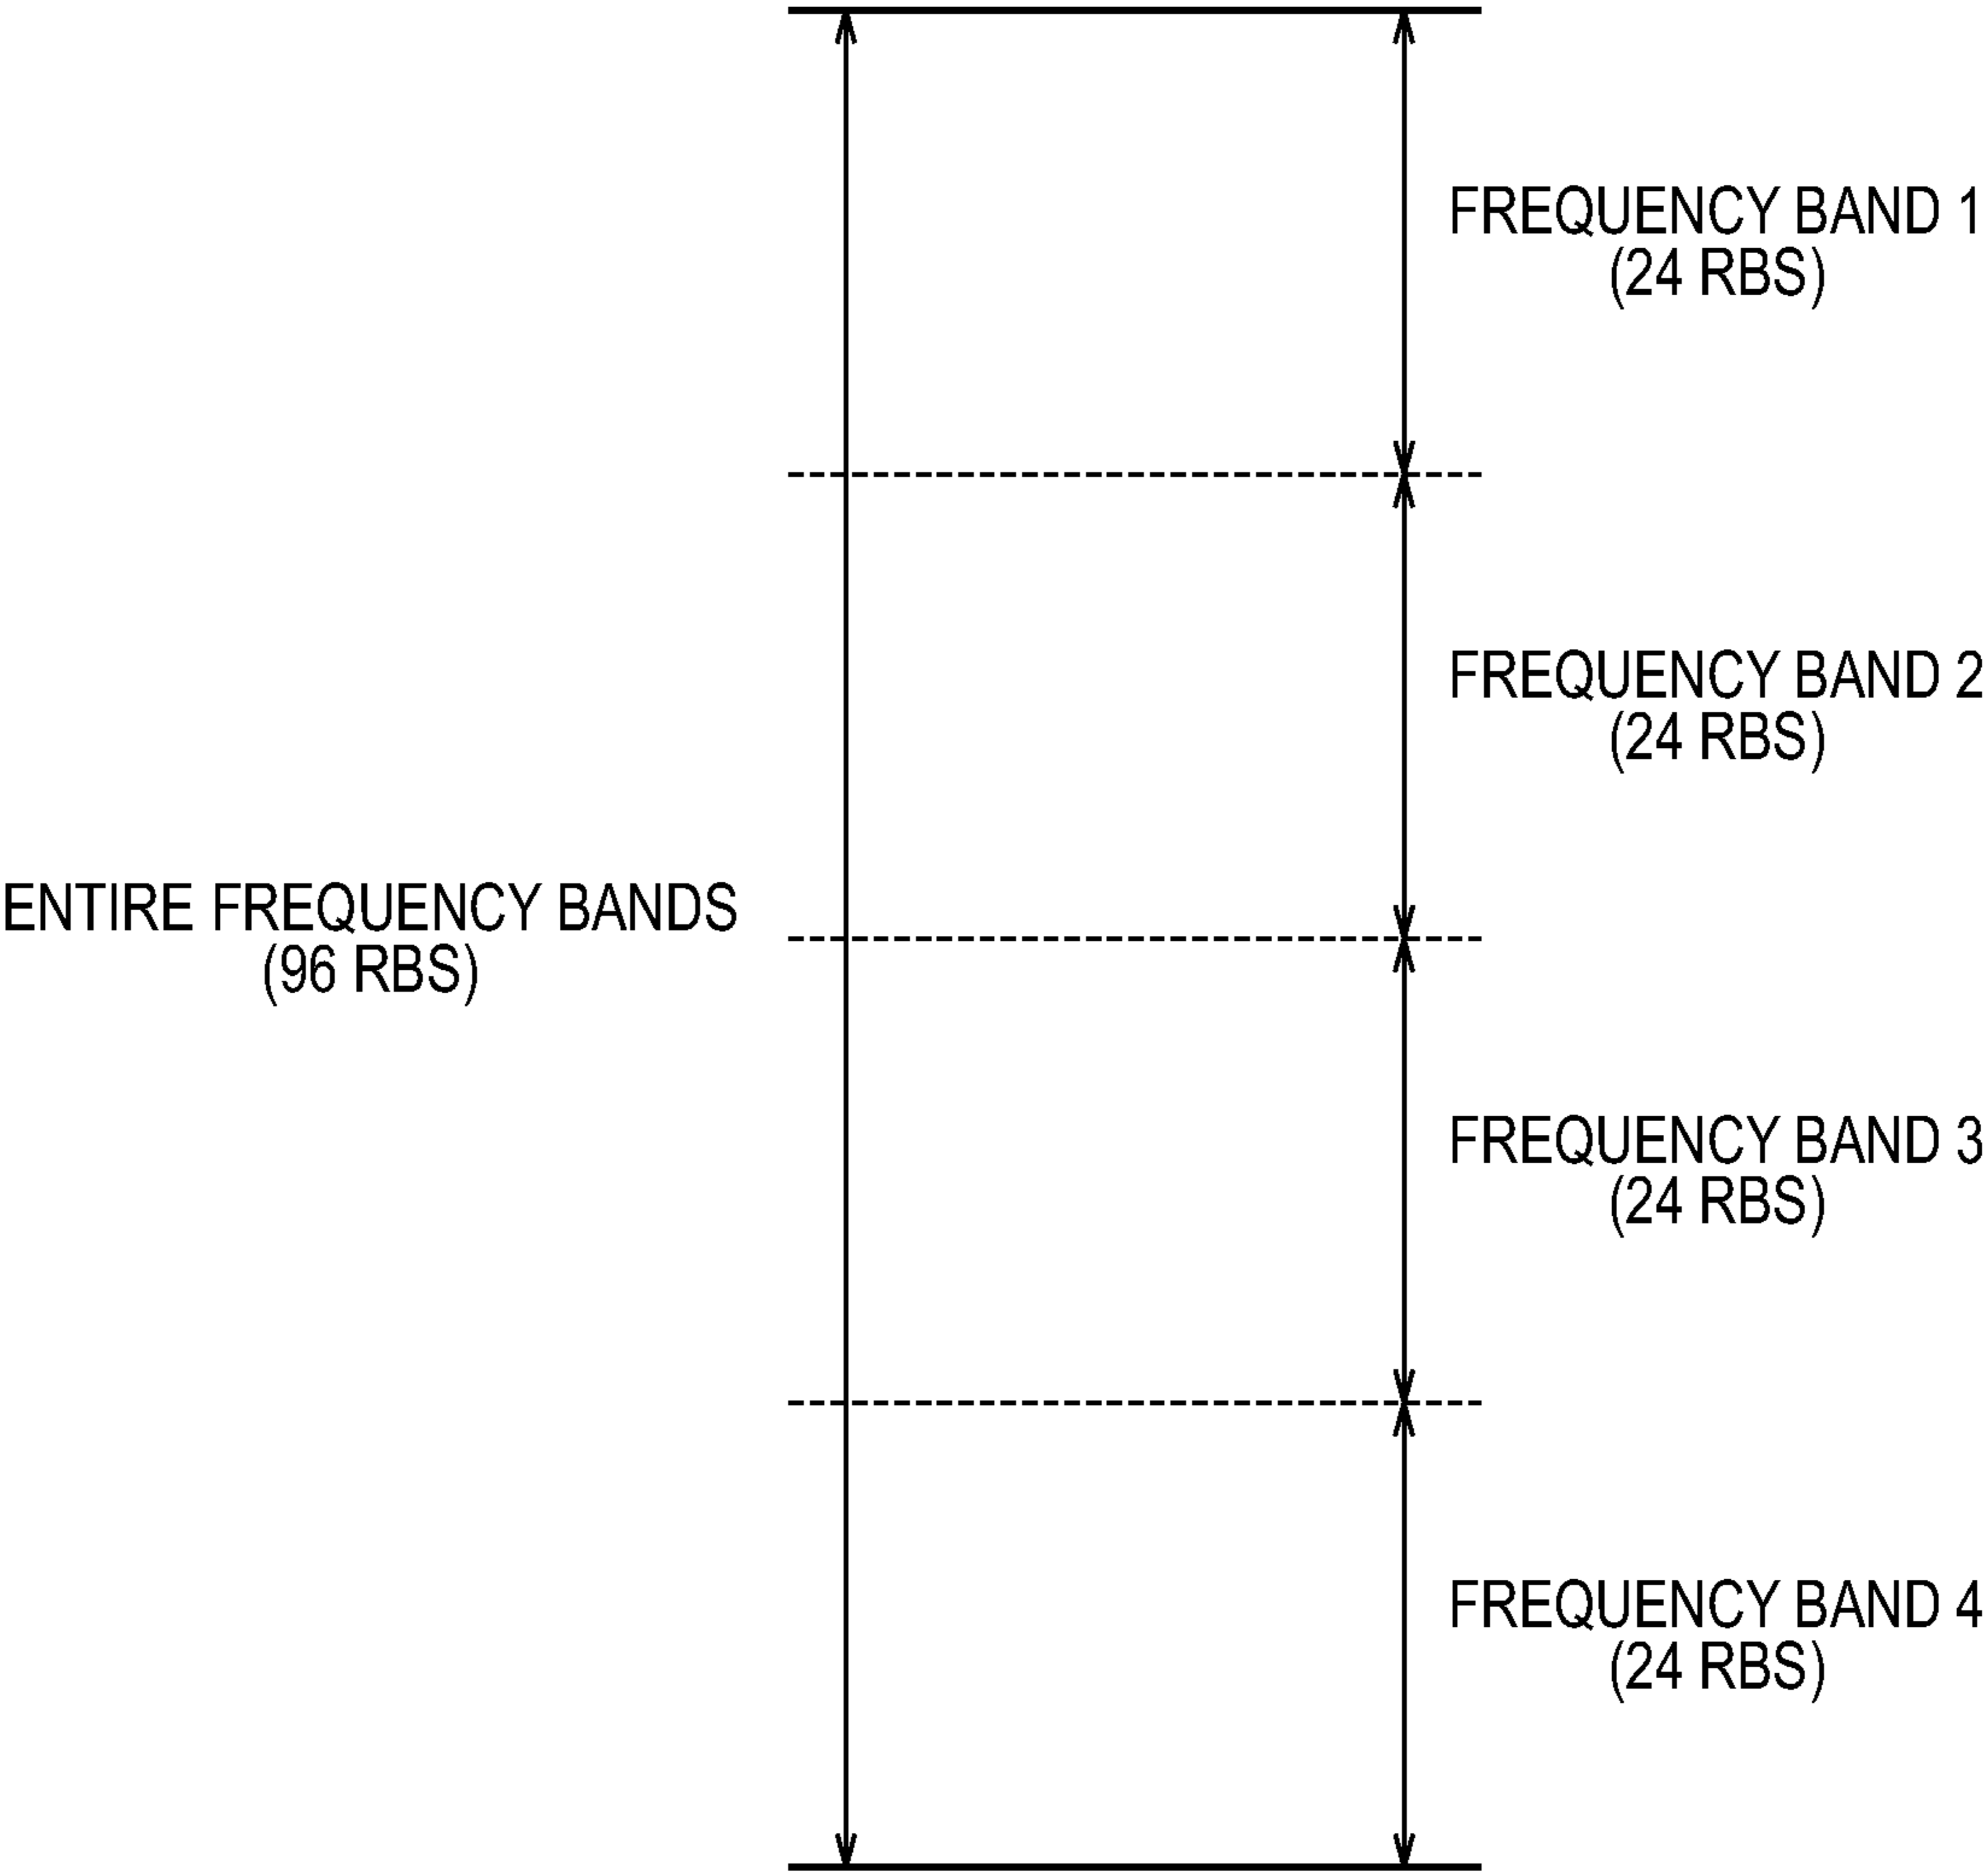 FREQUENCY BAND 1
(24 RBS)
FREQUENCY BAND 2
(24 RBS)
ENTIRE FREQUENCY BANDS
(96 RBS)
FREQUENCY BAND 3
(24 RBS)
FREQUENCY BAND 4
(24 RBS)